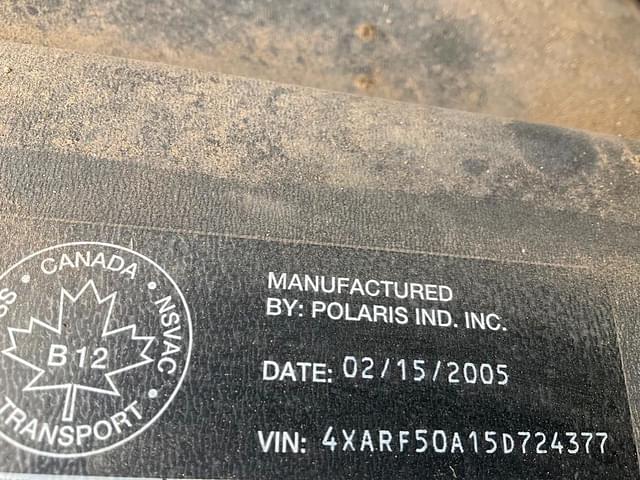 CANADA • NSVAC •
B12
TRANSPORT
MANUFACTURED
BY: POLARIS IND. INC.
DATE: 02/15/2005
VIN: 4XARF50A15D724377